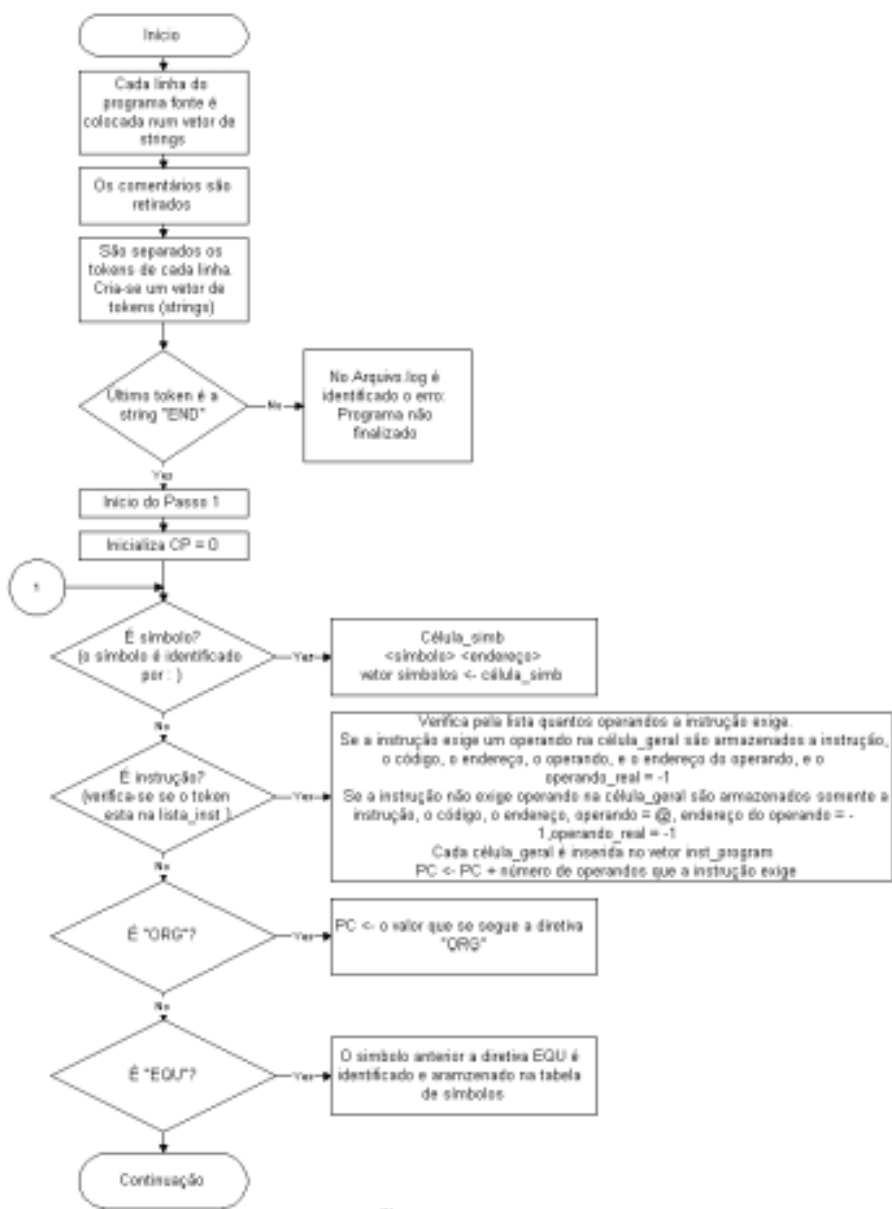 Início
Cada linha do
programa fonte é
colocada num vetor de
strings
Os comentários são
retirados
São separados os
tokens de cada linha.
Cria-se um vetor de
tokens (strings)
Último token é a
string "END"
No
No Arquivo.log é
identificado o erro:
Programa não
finalizado
Yes
Início do Passo 1
Inicializa CP = 0
1
É símbolo?
(o símbolo é identificado
por : )
Yes
Célula_simb
<símbolo> <endereço>
vetor símbolos <- célula_simb
No
É instrução?
(verifica-se se o token
esta na lista_inst )
Yes
Verifica pela lista quantos operandos a instrução exige.
Se a instrução exige um operando na célula_geral são armazenados a instrução,
o código, o endereço, o operando, e o endereço do operando, e o
operando_real = -1
Se a instrução não exige operando na célula_geral são armazenados somente a
instrução, o código, o endereço, operando = @, endereço do operando = -
1,operando_real = -1
Cada célula_geral é inserida no vetor inst_program
PC <- PC + número de operandos que a instrução exige
No
É "ORG"?
Yes
PC <- o valor que se segue a diretiva
"ORG"
No
É "EQU"?
Yes
O simbolo anterior a diretiva EQU é
identificado e aramzenado na tabela
de símbolos
Continuação